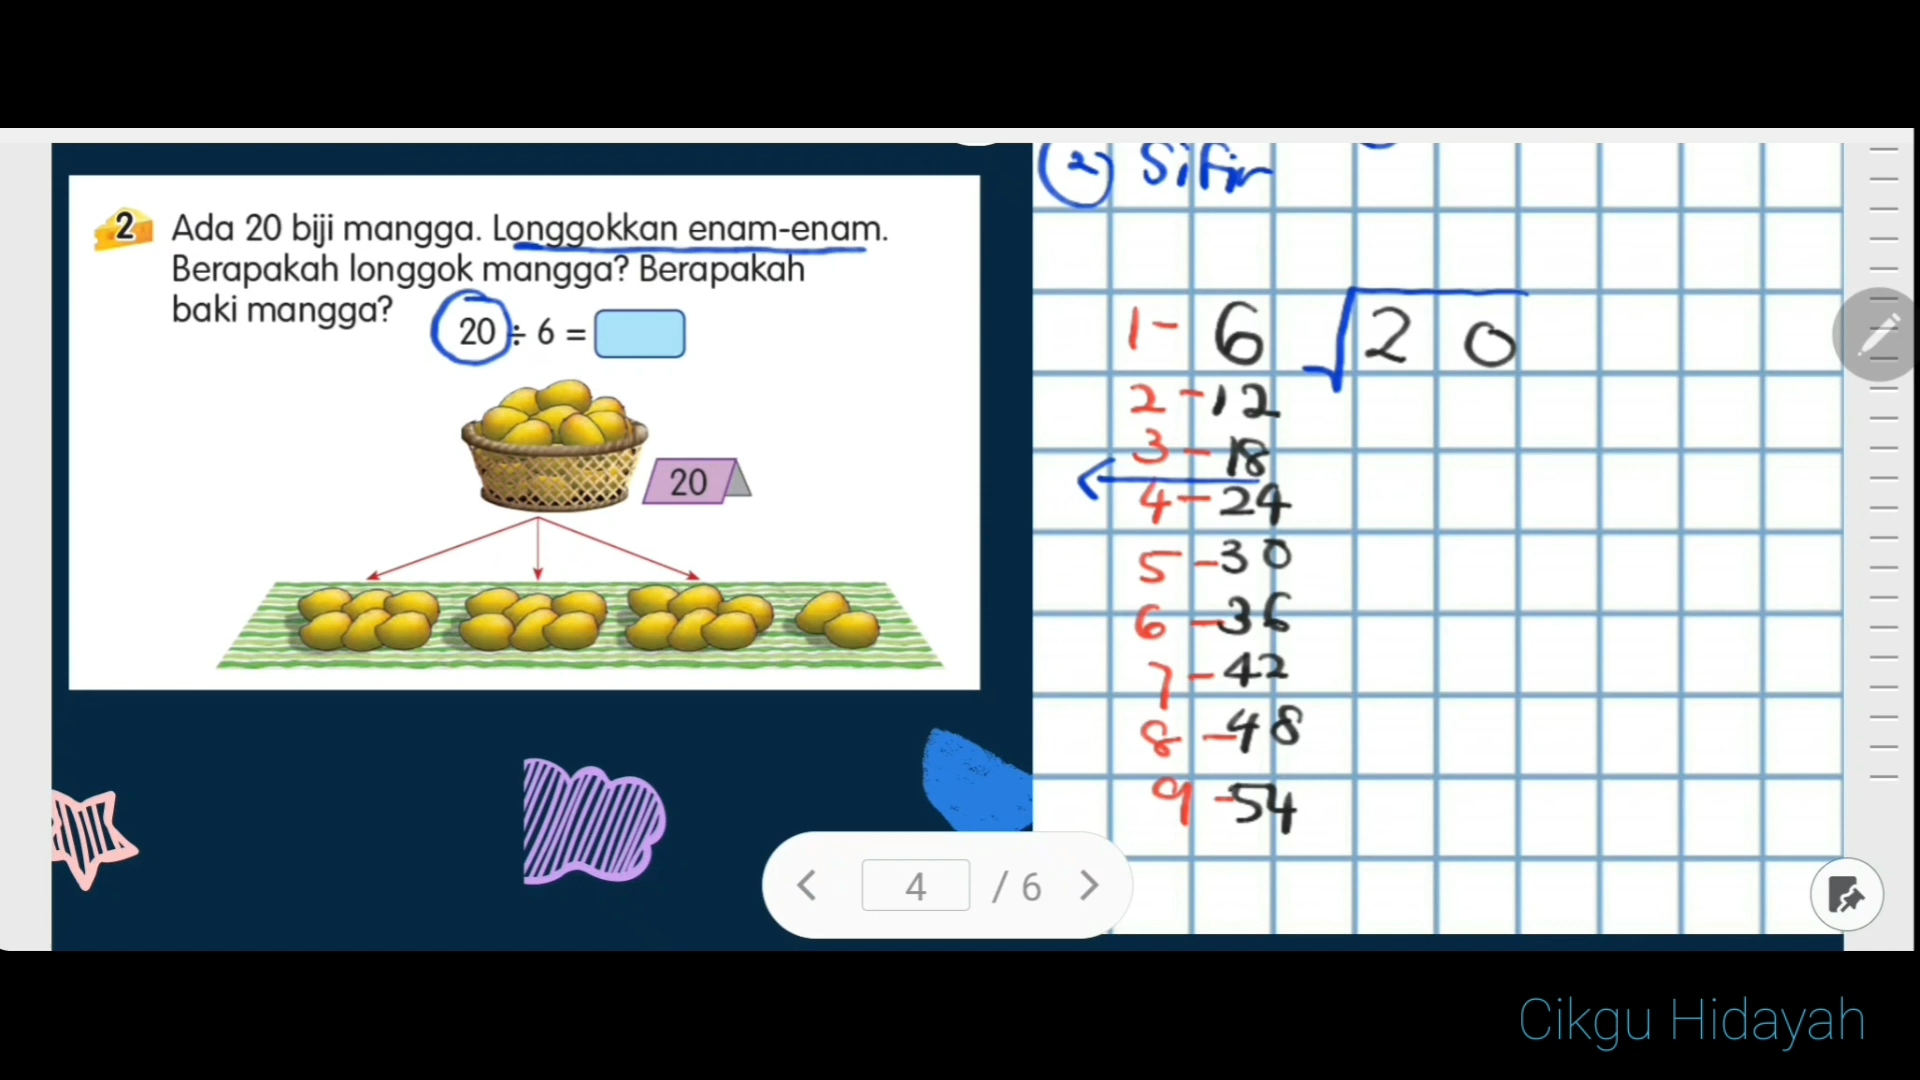 2 Ada 20 biji mangga. Longgokkan enam-enam.
Berapakah longgok mangga? Berapakah
baki mangga?
20 ÷ 6 =
20
2) Sifir
1 - 6 √20
2 - 12
3 - 18
4 - 24
5 - 30
6 - 36
7 - 42
8 - 48
9 - 54
4 / 6
Cikgu Hidayah